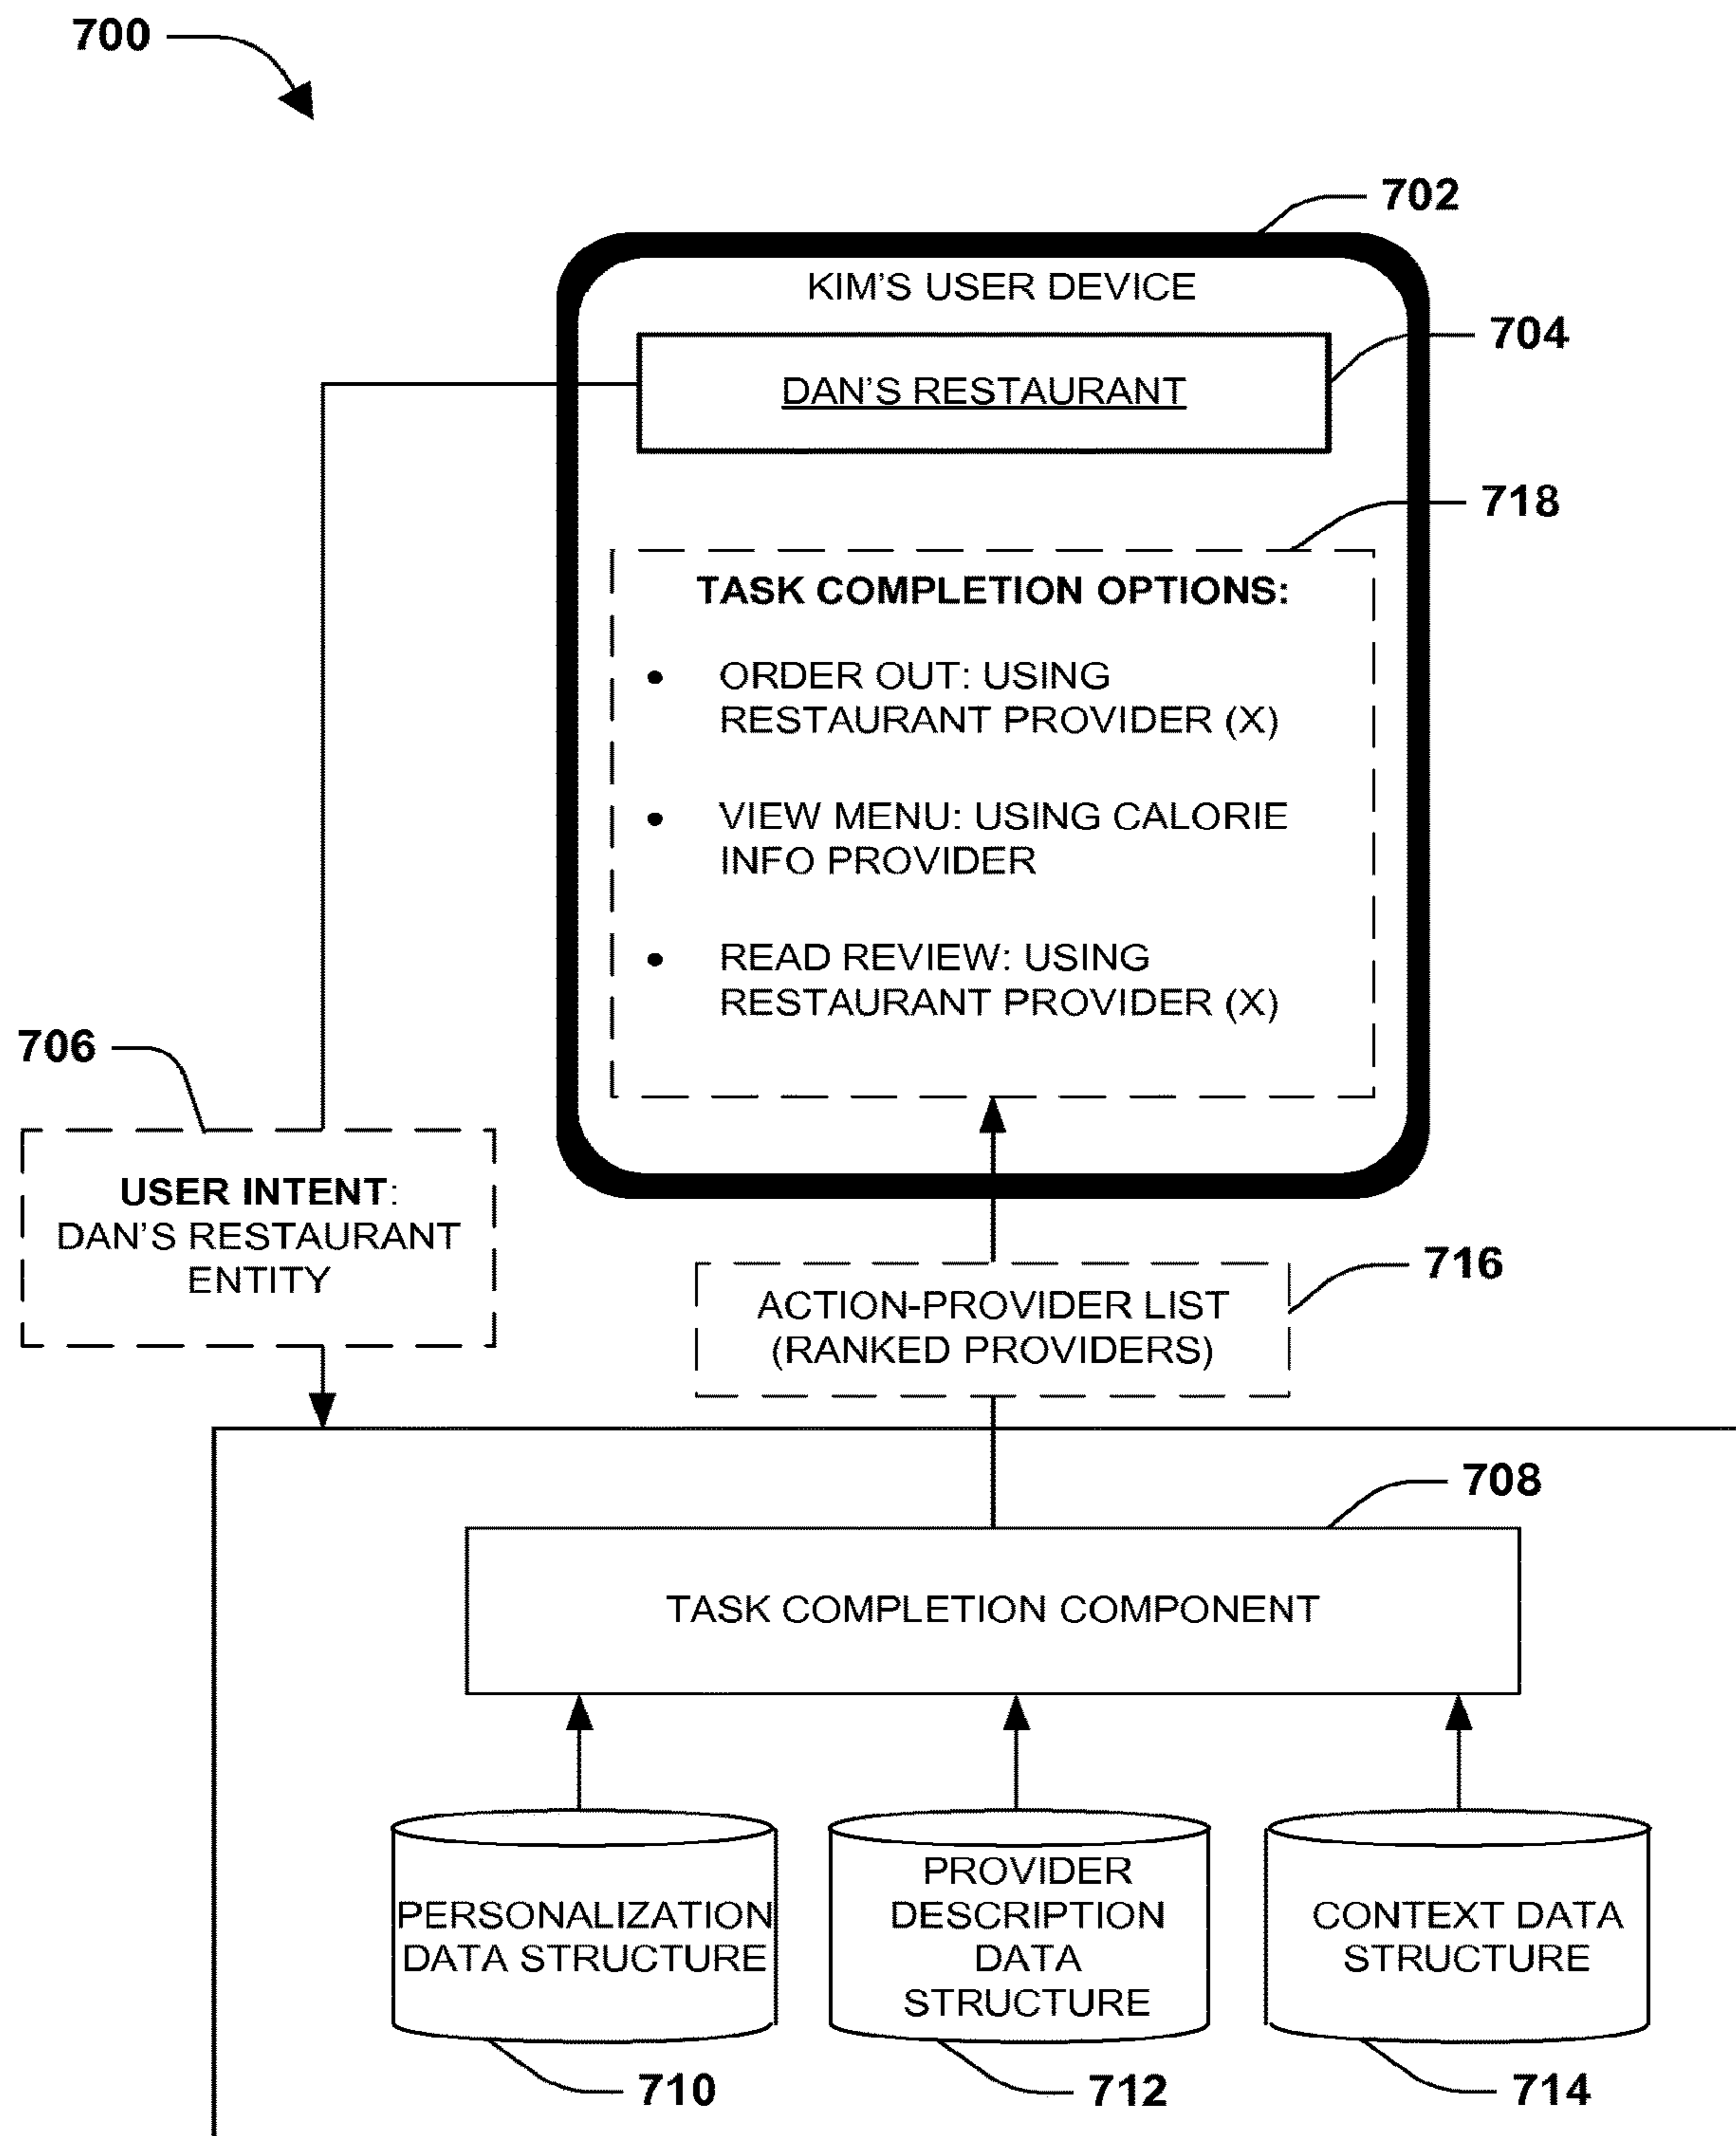 700
702
KIM'S USER DEVICE
704
DAN'S RESTAURANT
718
TASK COMPLETION OPTIONS:
• ORDER OUT: USING
RESTAURANT PROVIDER (X)
• VIEW MENU: USING CALORIE
INFO PROVIDER
• READ REVIEW: USING
RESTAURANT PROVIDER (X)
706
USER INTENT:
DAN'S RESTAURANT
ENTITY
716
ACTION-PROVIDER LIST
(RANKED PROVIDERS)
708
TASK COMPLETION COMPONENT
PERSONALIZATION
DATA STRUCTURE
PROVIDER
DESCRIPTION
DATA
STRUCTURE
CONTEXT DATA
STRUCTURE
710
712
714